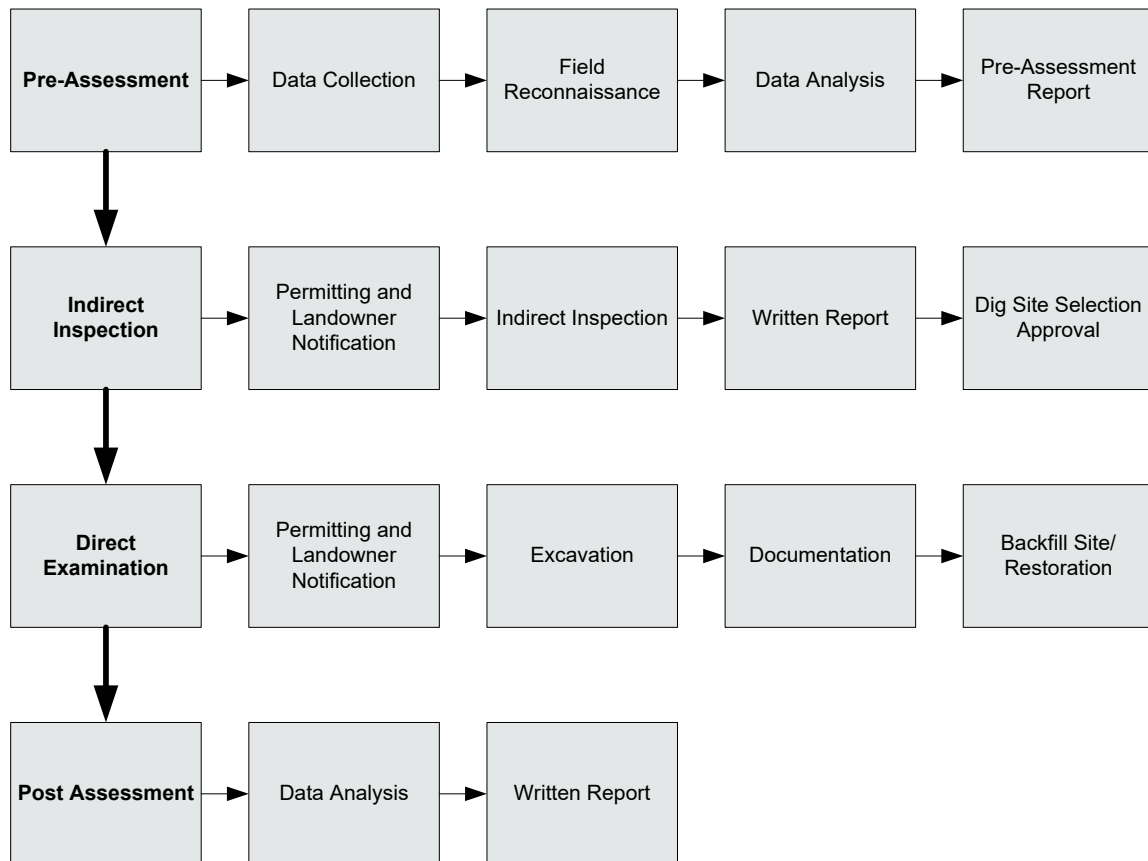 Pre-Assessment
Data Collection
Field
Reconnaissance
Data Analysis
Pre-Assessment
Report
Indirect
Inspection
Permitting and
Landowner
Notification
Indirect Inspection
Written Report
Dig Site Selection
Approval
Direct
Examination
Permitting and
Landowner
Notification
Excavation
Documentation
Backfill Site/
Restoration
Post Assessment
Data Analysis
Written Report